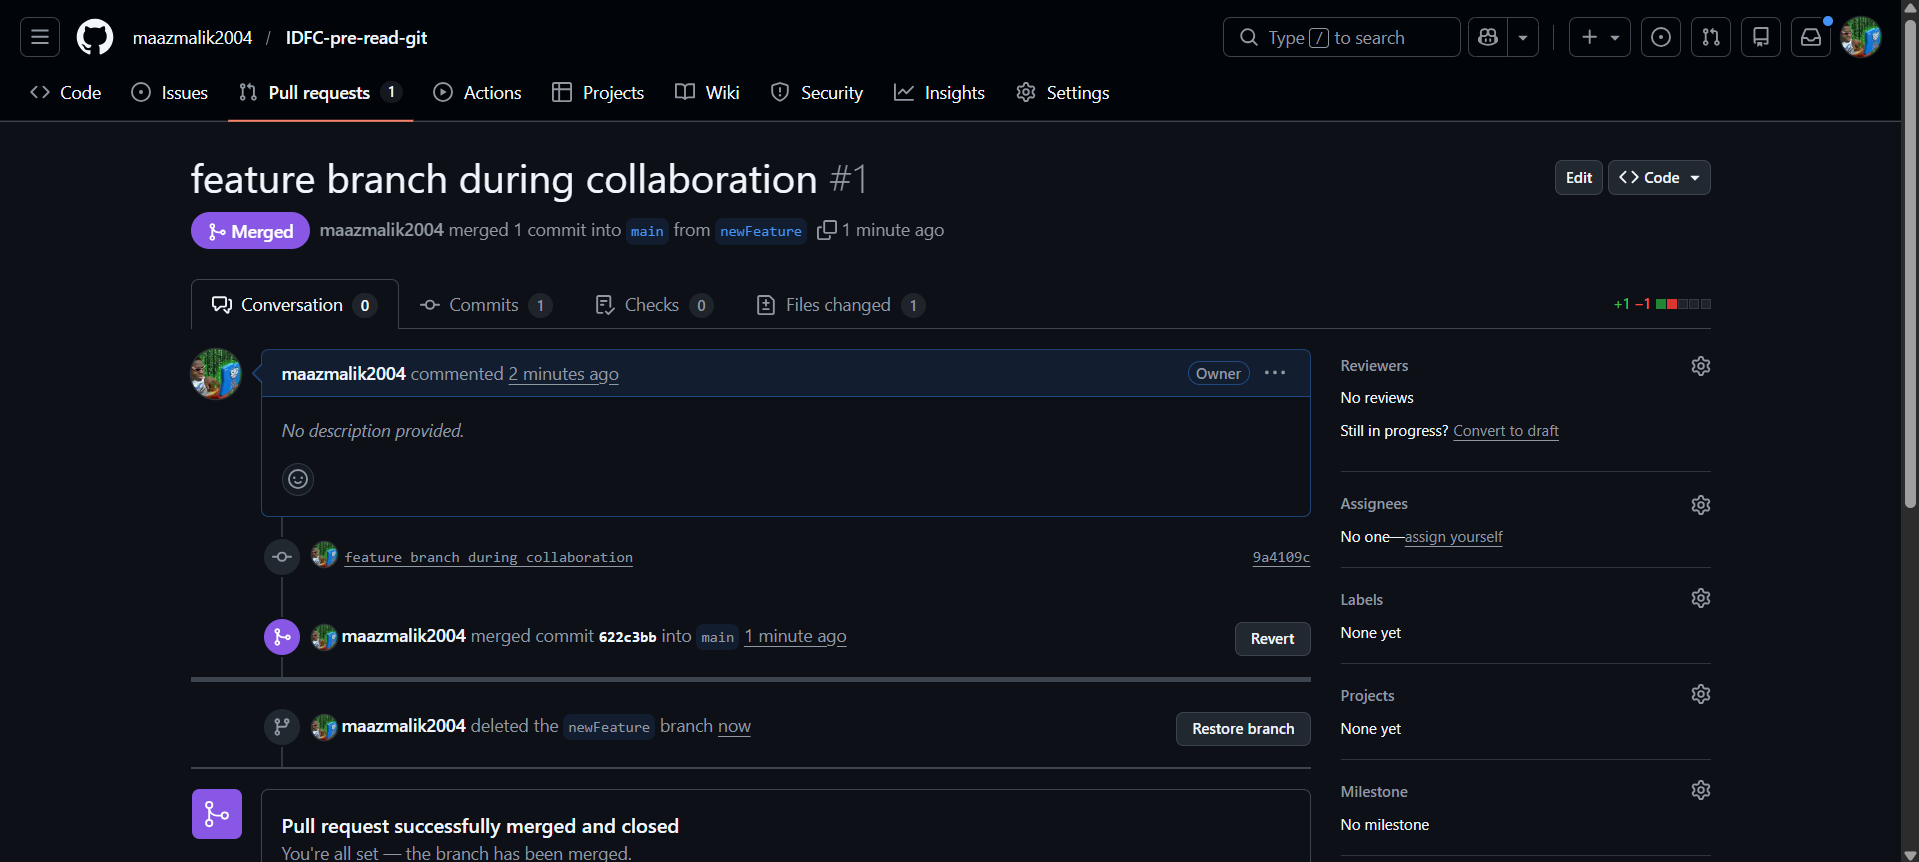 maazmalik2004 / IDFC-pre-read-git
Type / to search
Code Issues Pull requests 1 Actions Projects Wiki Security Insights Settings
feature branch during collaboration #1
Edit Code
Merged maazmalik2004 merged 1 commit into main from newFeature 1 minute ago
Conversation 0 Commits 1 Checks 0 Files changed 1
+1 −1
maazmalik2004 commented 2 minutes ago
Owner
No description provided.
feature branch during collaboration
9a4109c
maazmalik2004 merged commit 622c3bb into main 1 minute ago
Revert
maazmalik2004 deleted the newFeature branch now
Restore branch
Pull request successfully merged and closed
You're all set — the branch has been merged.
Reviewers
No reviews
Still in progress? Convert to draft
Assignees
No one—assign yourself
Labels
None yet
Projects
None yet
Milestone
No milestone